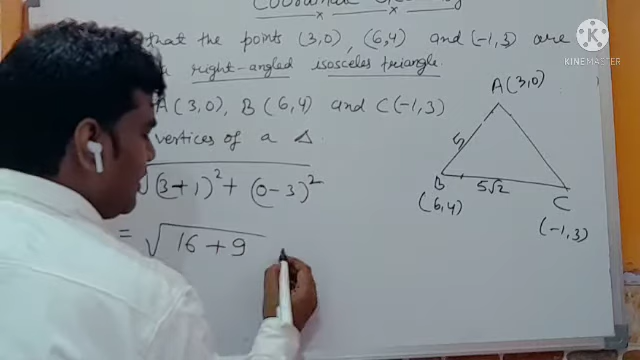 Coordinate Geometry
that the points (3,0), (6,4) and (-1,3) are
right-angled isosceles triangle.
A(3,0), B(6,4) and C(-1,3)
vertices of a Δ.
√(3+1)² + (0-3)²
= √16+9
A(3,0)
5
B
5√2
C
(6,4)
(-1,3)
K
KINEMASTER